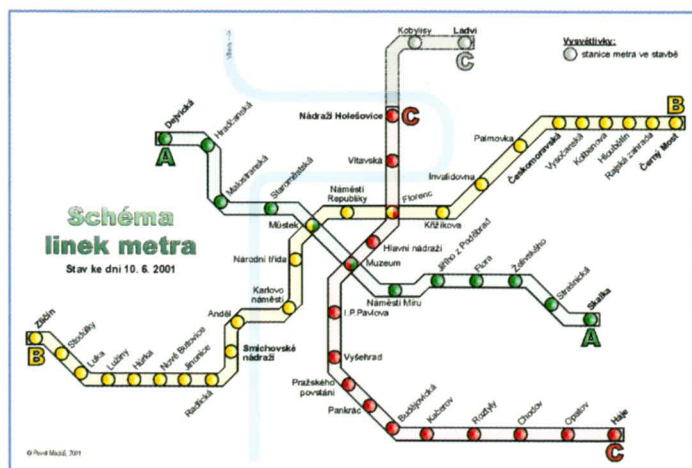 Kobylisy
Ladví
C
Vysvětlivky:
stanice metra ve stavbě
Vltava -->
Nádraží Holešovice
C
B
Dejvická
A
Hradčanská
Malostranská
Staroměstská
Vltavská
Palmovka
Invalidovna
Českomoravská
Vysočanská
Kolbenova
Hloubětín
Rajská zahrada
Černý Most
Náměstí
Republiky
Florenc
Křižíkova
Schéma
linek metra
Stav ke dni 10. 6. 2001
Můstek
Hlavní nádraží
Muzeum
Národní třída
Náměstí Míru
Jiřího z Poděbrad
Flora
Želivského
Strašnická
Skalka
A
Karlovo
náměstí
I.P.Pavlova
Anděl
Zličín
B
Stodůlky
Luka
Lužiny
Hůrka
Nové Butovice
Jinonice
Radlická
Smíchovské
nádraží
Vyšehrad
Pražského
povstání
Pankrác
Budějovická
Kačerov
Roztyly
Chodov
Opatov
Háje
C
© Pavel Macků, 2001